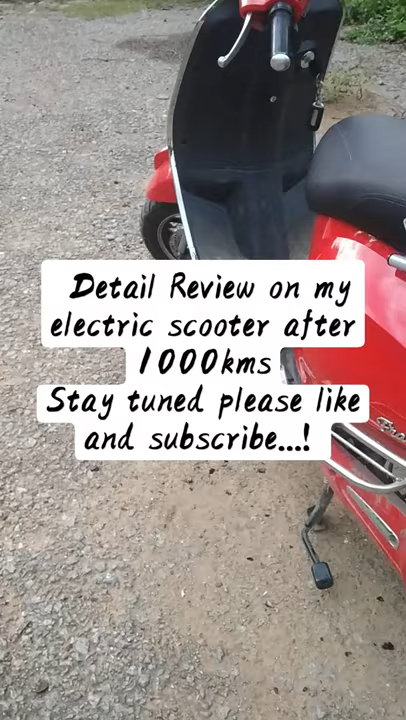 Detail Review on my
electric scooter after
1000kms
Stay tuned please like
and subscribe...!